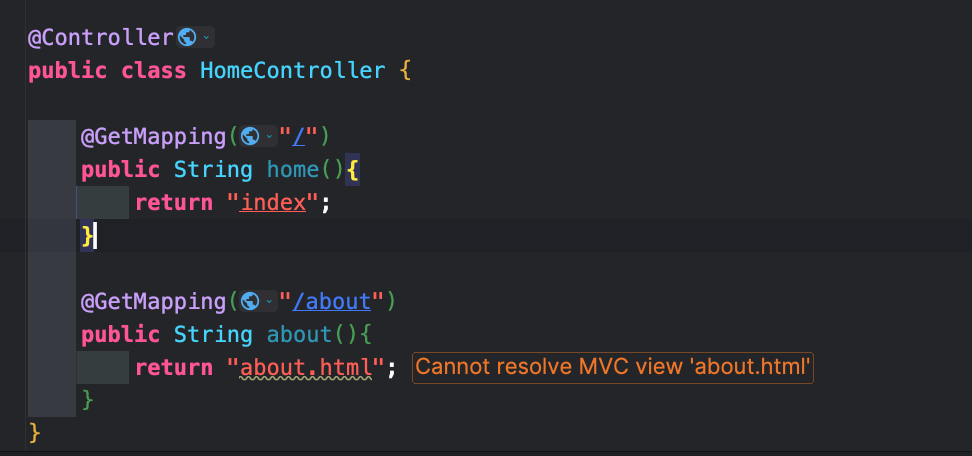 @Controller
public class HomeController {
@GetMapping("/")
public String home(){
return "index";
}
@GetMapping("/about")
public String about(){
return "about.html"; Cannot resolve MVC view 'about.html'
}
}